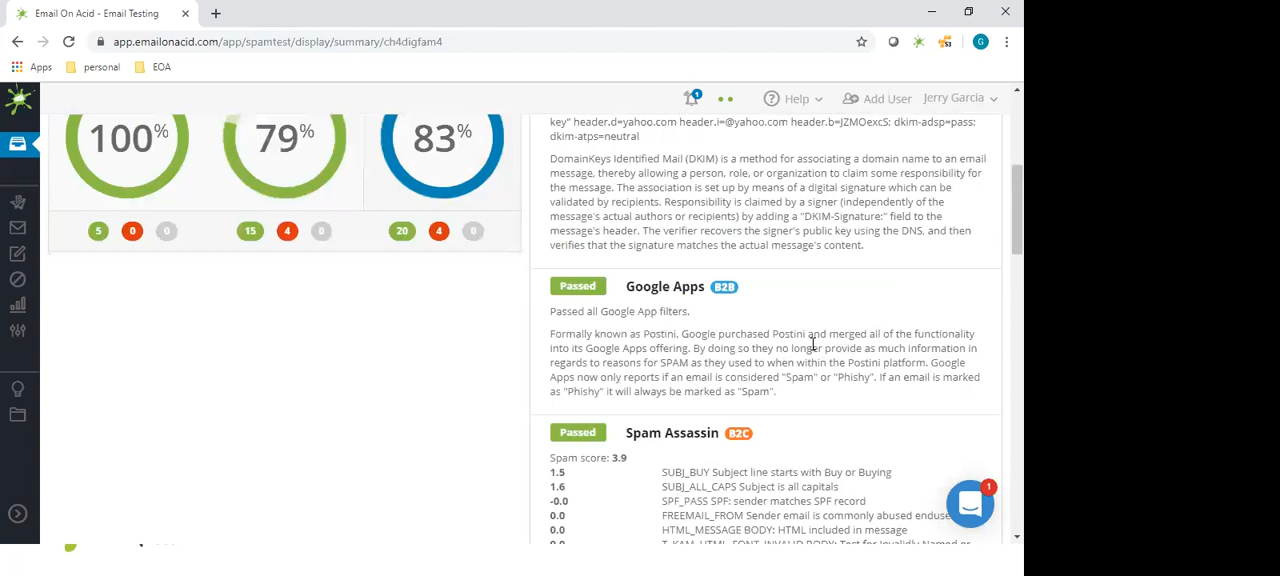 Email On Acid - Email Testing
app.emailonacid.com/app/spamtest/display/summary/ch4digfam4
53
G
Apps
personal
EOA
1
Help
Add User
Jerry Garcia
100%
79%
83%
5
0
0
15
4
0
20
4
0
key" header.d=yahoo.com header.i=@yahoo.com header.b=JZMOexcS; dkim-adsp=pass;
dkim-atps=neutral
DomainKeys Identified Mail (DKIM) is a method for associating a domain name to an email
message, thereby allowing a person, role, or organization to claim some responsibility for
the message. The association is set up by means of a digital signature which can be
validated by recipients. Responsibility is claimed by a signer (independently of the
message's actual authors or recipients) by adding a "DKIM-Signature:" field to the
message's header. The verifier recovers the signer's public key using the DNS, and then
verifies that the signature matches the actual message's content.
Passed
Google Apps B2B
Passed all Google App filters.
Formally known as Postini, Google purchased Postini and merged all of the functionality
into its Google Apps offering. By doing so they no longer provide as much information in
regards to reasons for SPAM as they used to when within the Postini platform. Google
Apps now only reports if an email is considered "Spam" or "Phishy". If an email is marked
as "Phishy" it will always be marked as "Spam".
Passed
Spam Assassin B2C
Spam score: 3.9
1.5 SUBJ_BUY Subject line starts with Buy or Buying
1.6 SUBJ_ALL_CAPS Subject is all capitals
-0.0 SPF_PASS SPF: sender matches SPF record
0.0 FREEMAIL_FROM Sender email is commonly abused enduse
0.0 HTML_MESSAGE BODY: HTML included in message
1